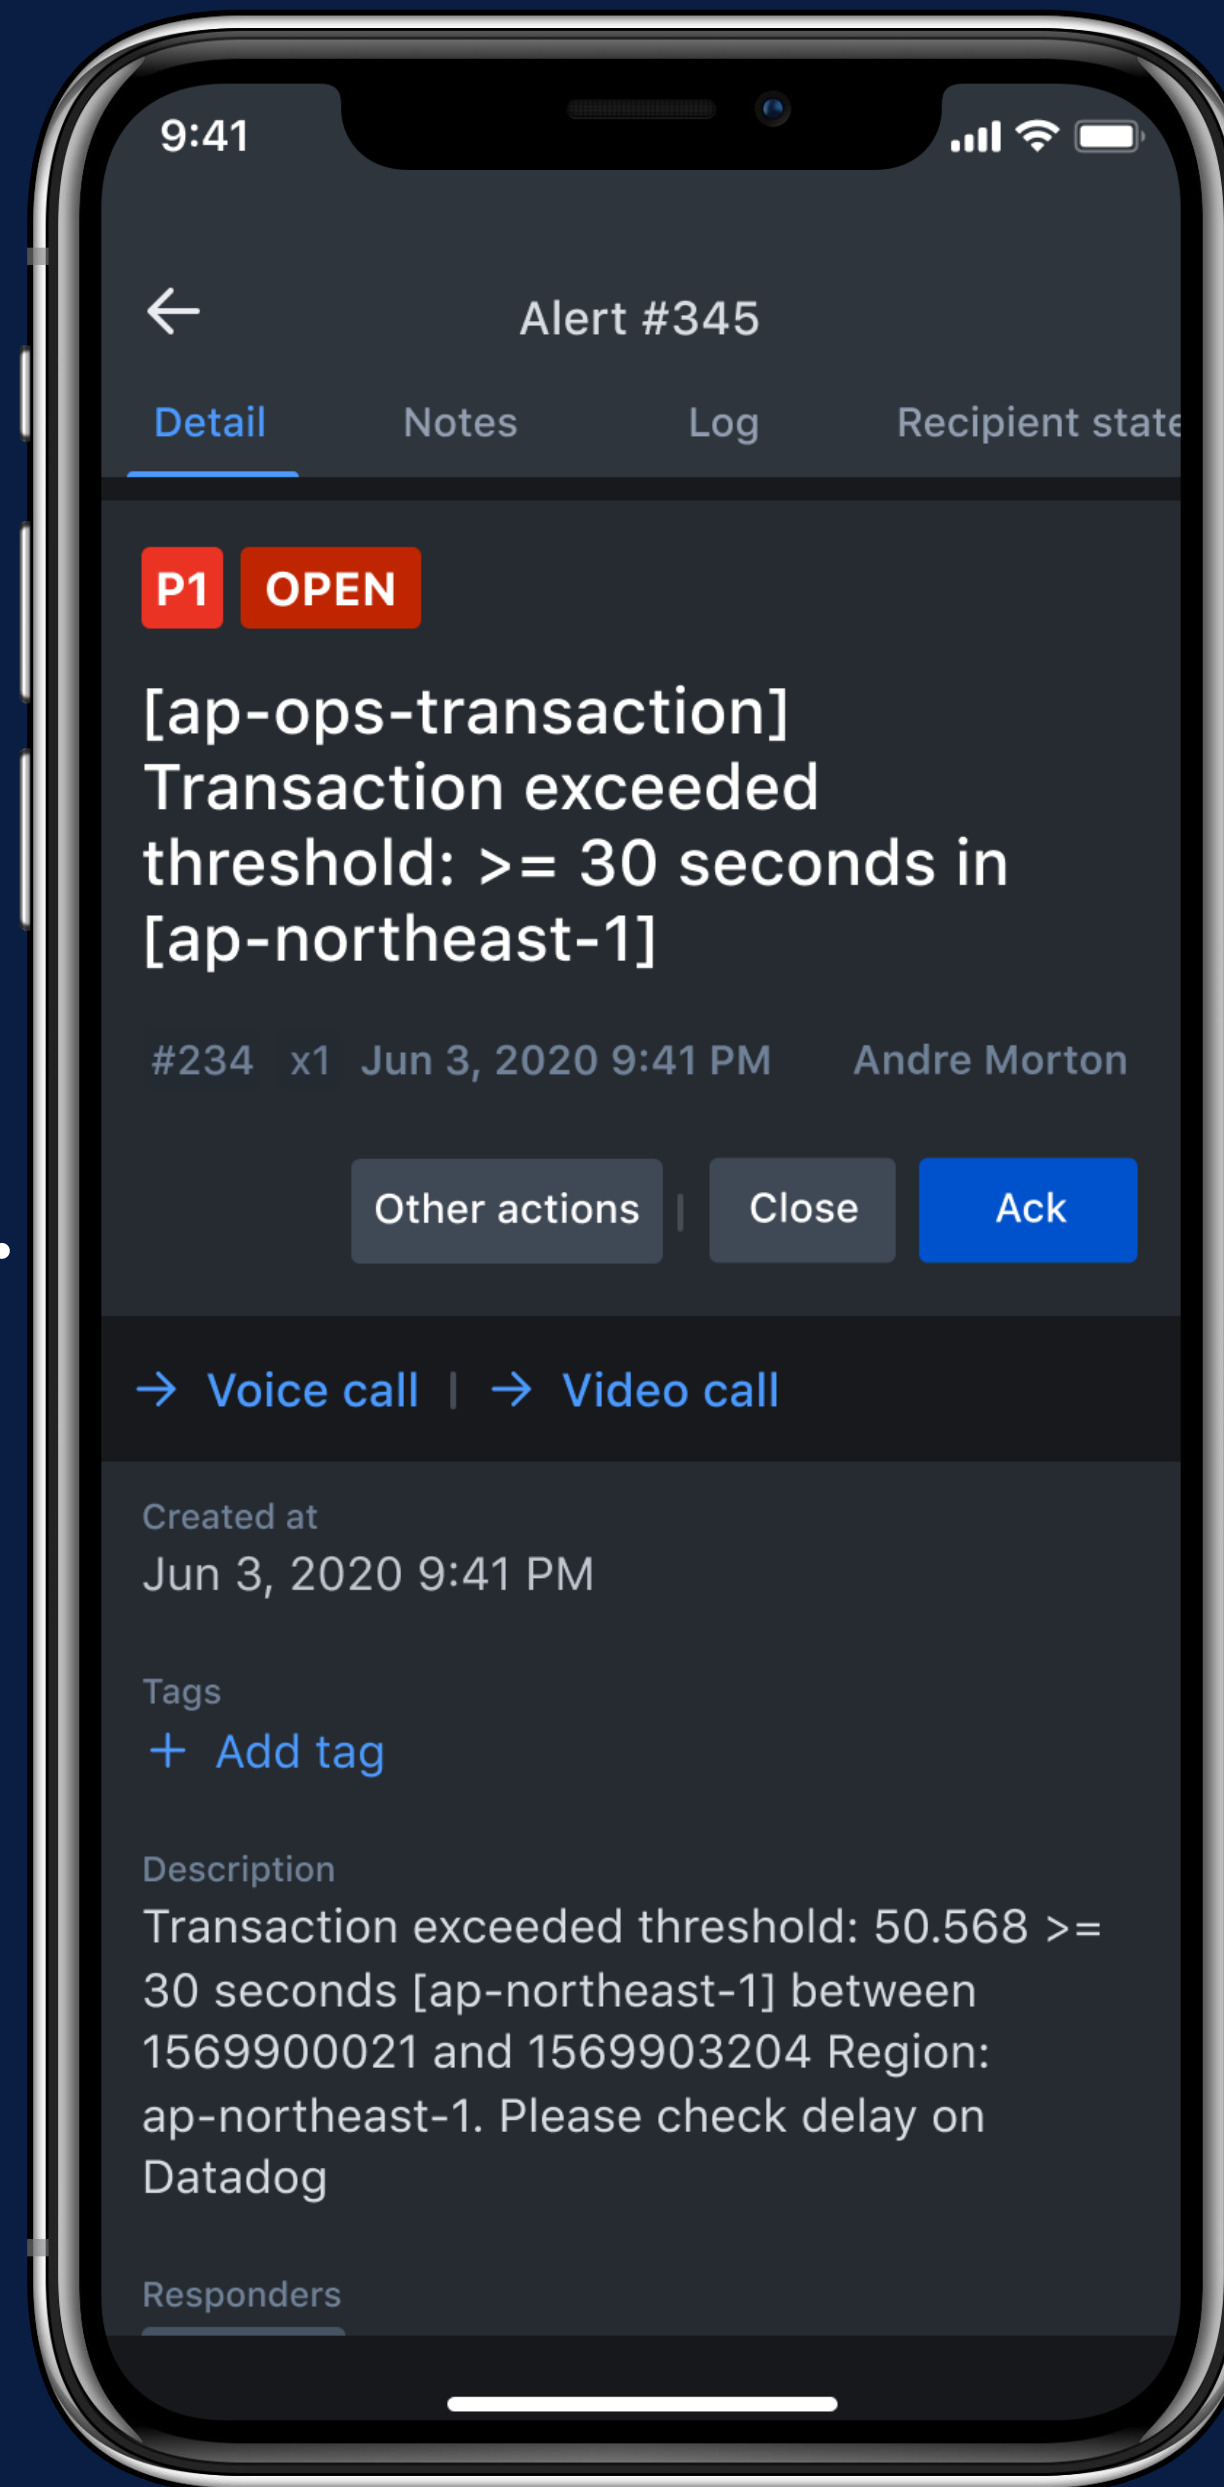 9:41
Alert #345
Detail Notes Log Recipient state
P1 OPEN
[ap-ops-transaction]
Transaction exceeded
threshold: >= 30 seconds in
[ap-northeast-1]
#234 x1 Jun 3, 2020 9:41 PM Andre Morton
Other actions Close Ack
→ Voice call | → Video call
Created at
Jun 3, 2020 9:41 PM
Tags
+ Add tag
Description
Transaction exceeded threshold: 50.568 >=
30 seconds [ap-northeast-1] between
1569900021 and 1569903204 Region:
ap-northeast-1. Please check delay on
Datadog
Responders